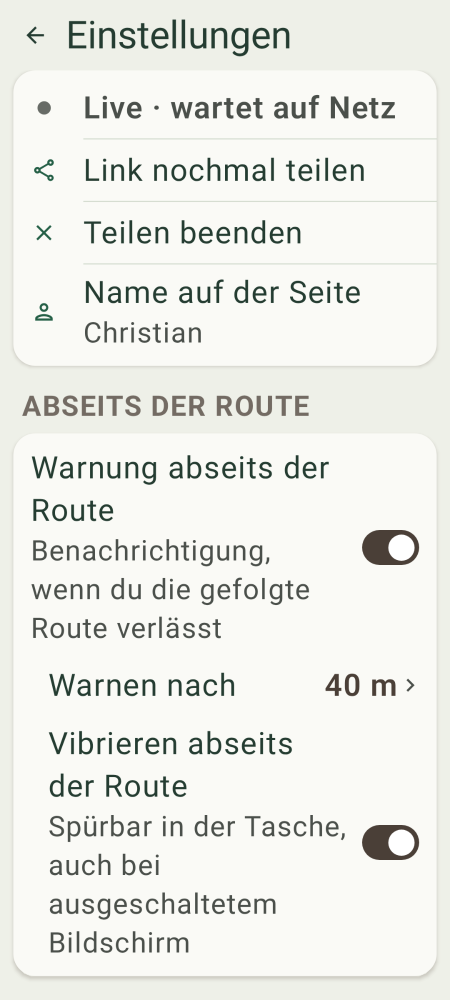 Einstellungen
Live · wartet auf Netz
Link nochmal teilen
Teilen beenden
Name auf der Seite
Christian
ABSEITS DER ROUTE
Warnung abseits der
Route
Benachrichtigung,
wenn du die gefolgte
Route verlässt
Warnen nach 40 m
Vibrieren abseits
der Route
Spürbar in der Tasche,
auch bei
ausgeschaltetem
Bildschirm